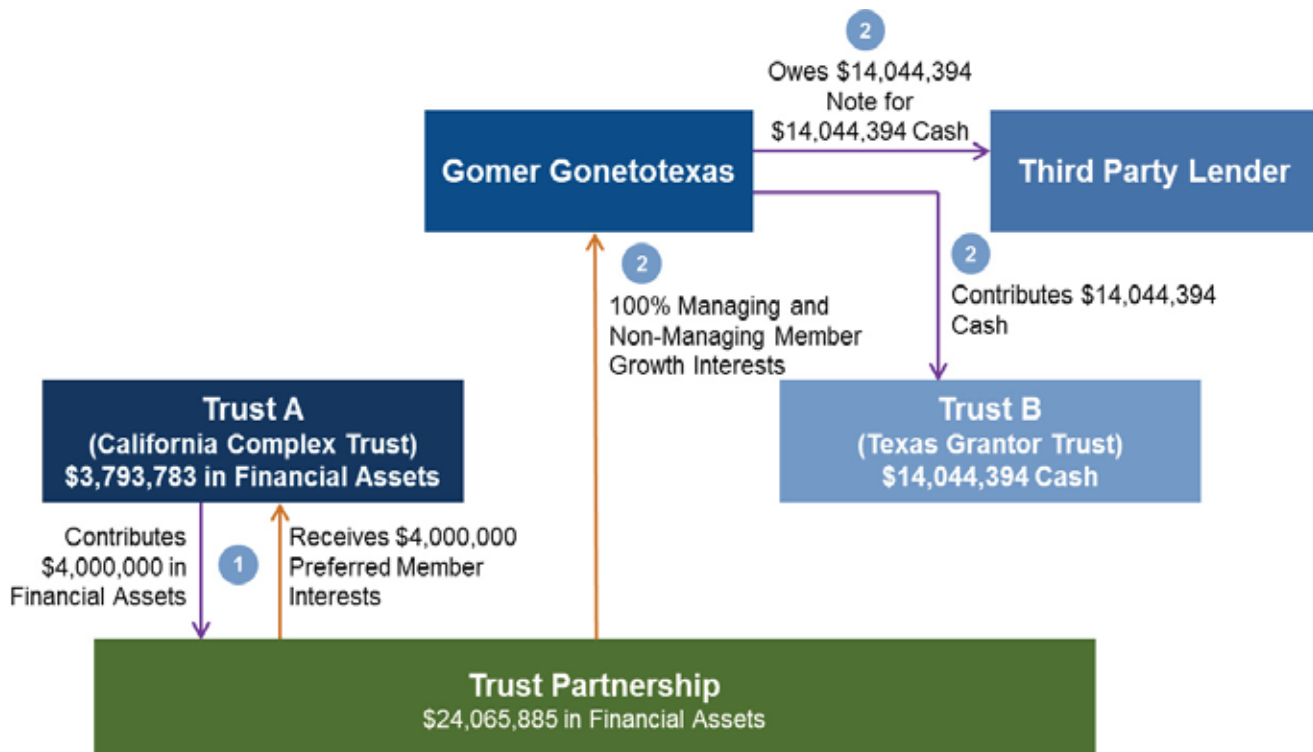 2
Owes $14,044,394
Note for
$14,044,394 Cash
Gomer Gonetotexas
Third Party Lender
2
100% Managing and
Non-Managing Member
Growth Interests
2
Contributes $14,044,394
Cash
Trust A
(California Complex Trust)
$3,793,783 in Financial Assets
Trust B
(Texas Grantor Trust)
$14,044,394 Cash
Contributes
$4,000,000 in
Financial Assets
1
Receives $4,000,000
Preferred Member
Interests
Trust Partnership
$24,065,885 in Financial Assets